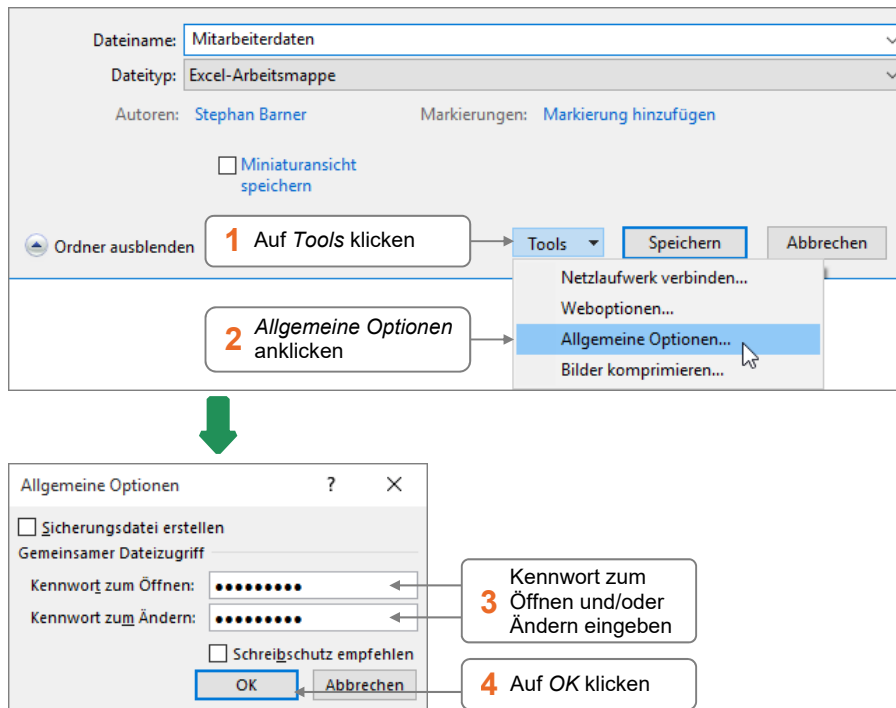 Dateiname: Mitarbeiterdaten
Dateityp: Excel-Arbeitsmappe
Autoren: Stephan Barner Markierungen: Markierung hinzufügen
Miniaturansicht
speichern
Ordner ausblenden
1 Auf Tools klicken
Tools Speichern Abbrechen
Netzlaufwerk verbinden...
Weboptionen...
2 Allgemeine Optionen
anklicken
Allgemeine Optionen...
Bilder komprimieren...
Allgemeine Optionen ? ×
Sicherungsdatei erstellen
Gemeinsamer Dateizugriff
Kennwort zum Öffnen: •••••••••
Kennwort zum Ändern: •••••••••
3 Kennwort zum
Öffnen und/oder
Ändern eingeben
Schreibschutz empfehlen
OK Abbrechen
4 Auf OK klicken